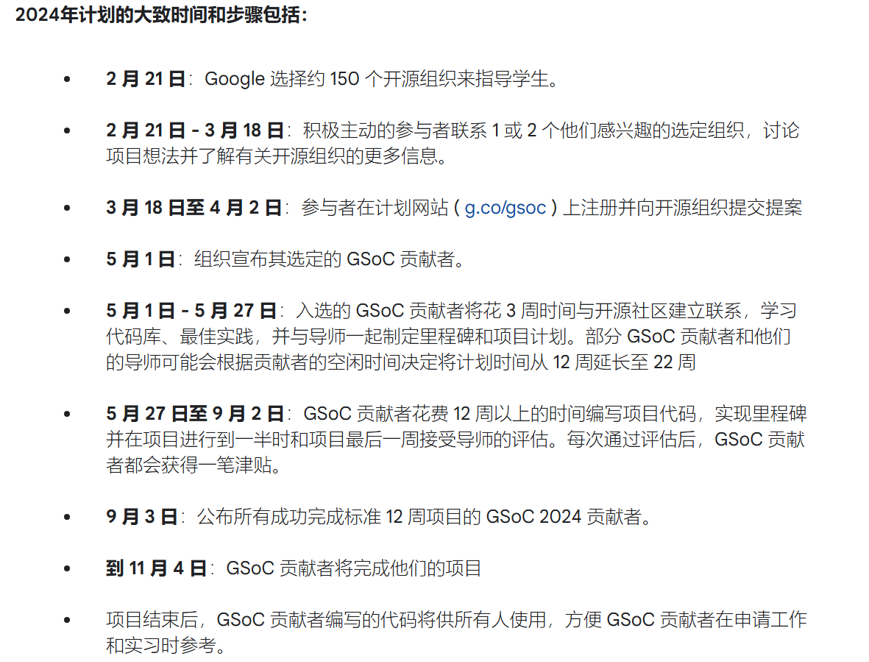 2024年计划的大致时间和步骤包括：
• 2 月 21 日：Google 选择约 150 个开源组织来指导学生。
• 2 月 21 日 - 3 月 18 日：积极主动的参与者联系 1 或 2 个他们感兴趣的选定组织，讨论
项目想法并了解有关开源组织的更多信息。
• 3 月 18 日至 4 月 2 日：参与者在计划网站 ( g.co/gsoc ) 上注册并向开源组织提交提案
• 5 月 1 日：组织宣布其选定的 GSoC 贡献者。
• 5 月 1 日 - 5 月 27 日：入选的 GSoC 贡献者将花 3 周时间与开源社区建立联系，学习
代码库、最佳实践，并与导师一起制定里程碑和项目计划。部分 GSoC 贡献者和他们
的导师可能会根据贡献者的空闲时间决定将计划时间从 12 周延长至 22 周
• 5 月 27 日至 9 月 2 日：GSoC 贡献者花费 12 周以上的时间编写项目代码，实现里程碑
并在项目进行到一半时和项目最后一周接受导师的评估。每次通过评估后，GSoC 贡献
者都会获得一笔津贴。
• 9 月 3 日：公布所有成功完成标准 12 周项目的 GSoC 2024 贡献者。
• 到 11 月 4 日：GSoC 贡献者将完成他们的项目
• 项目结束后，GSoC 贡献者编写的代码将供所有人使用，方便 GSoC 贡献者在申请工作
和实习时参考。